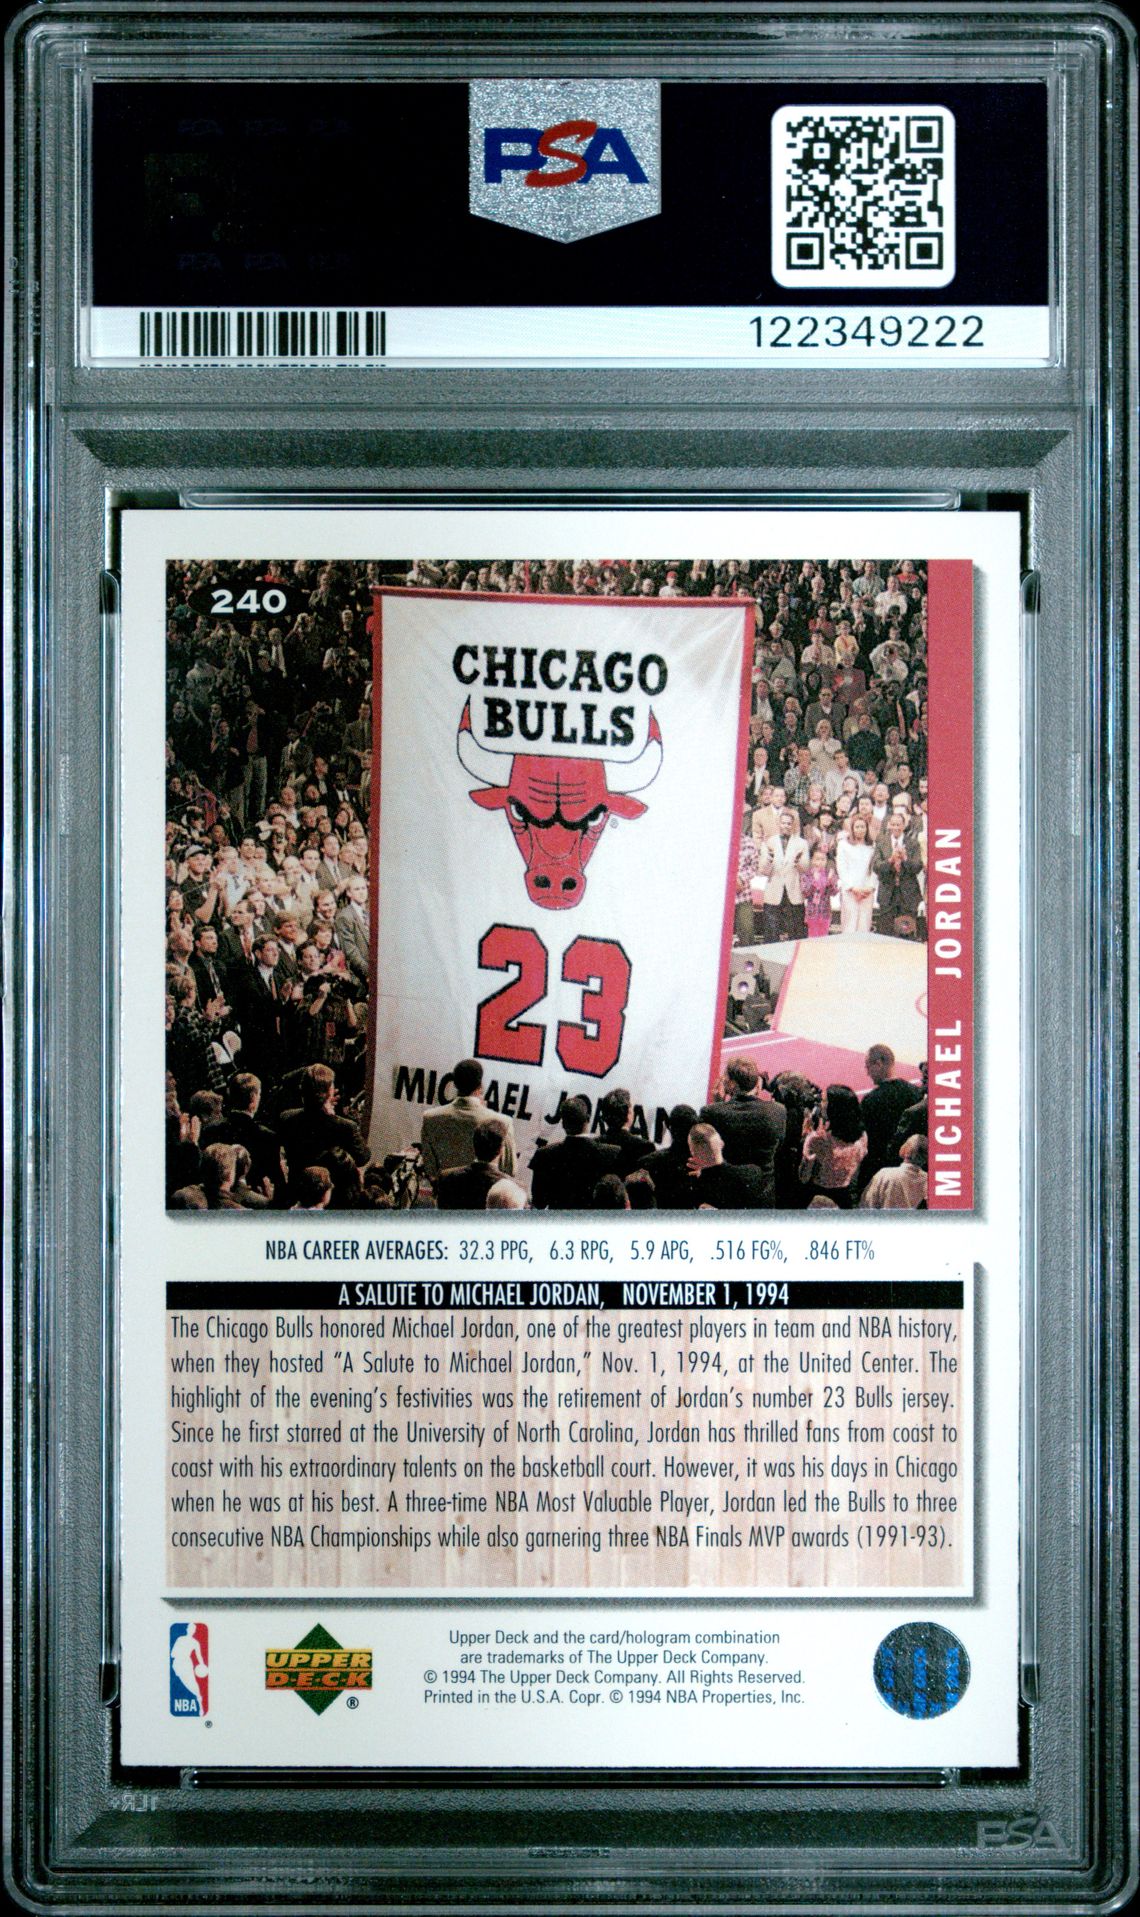 PSA
122349222
240
CHICAGO
BULLS
23
MICHAEL JORDAN
MICHAEL JORDAN
NBA CAREER AVERAGES: 32.3 PPG, 6.3 RPG, 5.9 APG, .516 FG%, .846 FT%
A SALUTE TO MICHAEL JORDAN, NOVEMBER 1, 1994
The Chicago Bulls honored Michael Jordan, one of the greatest players in team and NBA history,
when they hosted “A Salute to Michael Jordan,” Nov. 1, 1994, at the United Center. The
highlight of the evening’s festivities was the retirement of Jordan’s number 23 Bulls jersey.
Since he first starred at the University of North Carolina, Jordan has thrilled fans from coast to
coast with his extraordinary talents on the basketball court. However, it was his days in Chicago
when he was at his best. A three-time NBA Most Valuable Player, Jordan led the Bulls to three
consecutive NBA Championships while also garnering three NBA Finals MVP awards (1991-93).
NBA
®
UPPER
D·E·C·K
®
Upper Deck and the card/hologram combination
are trademarks of The Upper Deck Company.
© 1994 The Upper Deck Company. All Rights Reserved.
Printed in the U.S.A. Copr. © 1994 NBA Properties, Inc.
PSA